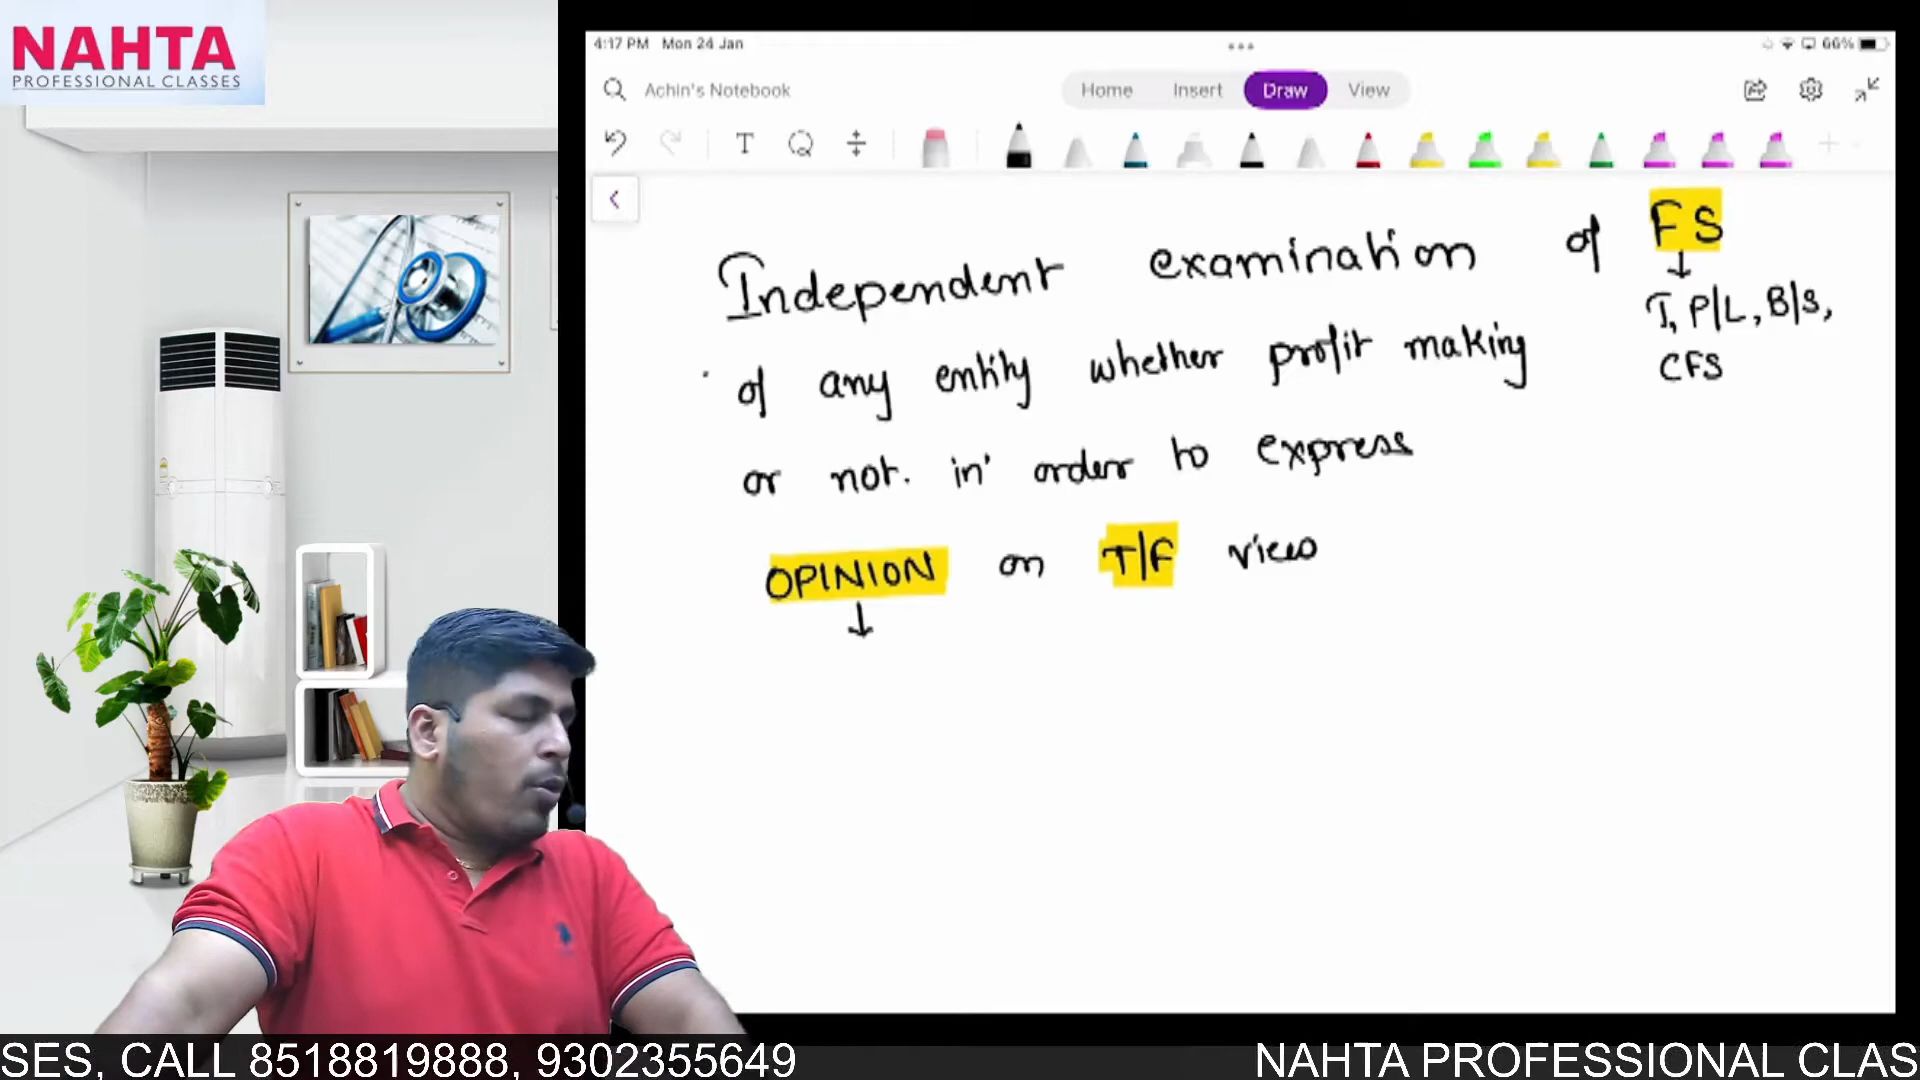 NAHTA
PROFESSIONAL CLASSES
4:17 PM Mon 24 Jan
66%
Achin's Notebook
Home Insert Draw View
T
Independent examination of FS
T, P/L, B/S,
CFS
of any entity whether profit making
or not. in order to express
OPINION on T/F view
SES, CALL 8518819888, 9302355649
NAHTA PROFESSIONAL CLAS